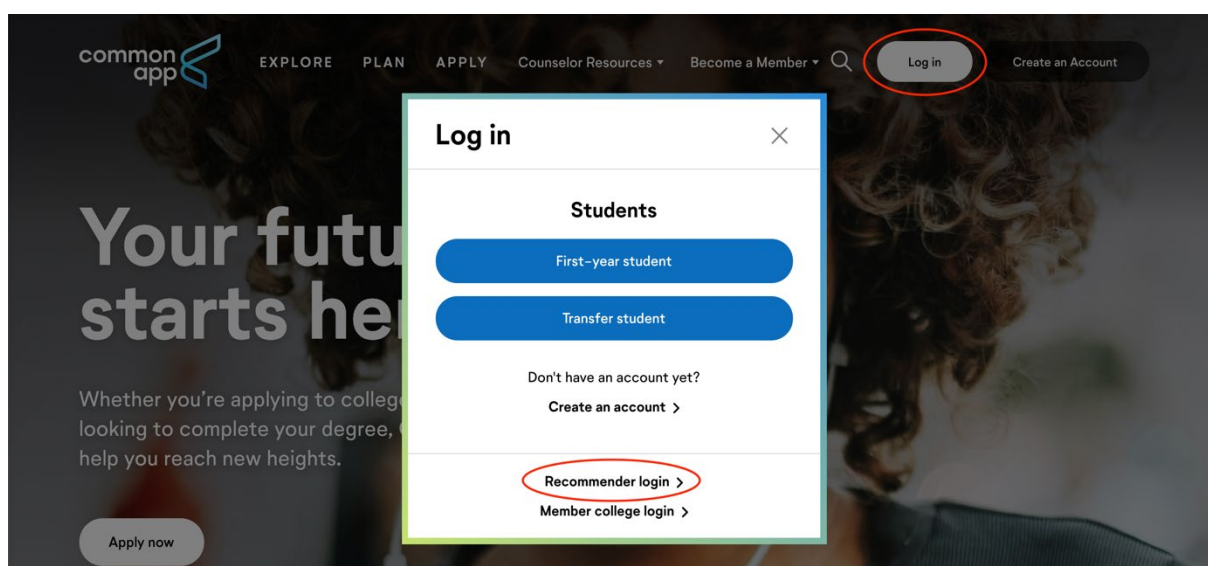 common
app
EXPLORE PLAN APPLY Counselor Resources Become a Member Log in Create an Account
Log in
Students
First-year student
Transfer student
Don't have an account yet?
Create an account >
Recommender login >
Member college login >
Your futu
starts he
Whether you're applying to colleg
looking to complete your degree,
help you reach new heights.
Apply now